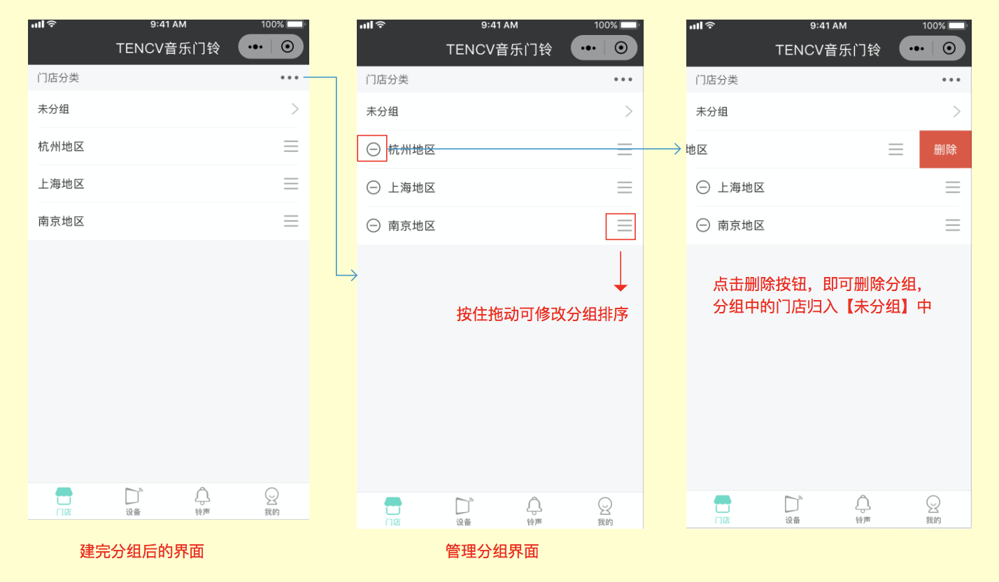 9:41 AM
100%
TENCV音乐门铃
门店分类
未分组
杭州地区
上海地区
南京地区
门店
设备
铃声
我的
建完分组后的界面
9:41 AM
100%
TENCV音乐门铃
门店分类
未分组
杭州地区
上海地区
南京地区
按住拖动可修改分组排序
门店
设备
铃声
我的
管理分组界面
9:41 AM
100%
TENCV音乐门铃
门店分类
未分组
地区
删除
上海地区
南京地区
点击删除按钮，即可删除分组，
分组中的门店归入【未分组】中
门店
设备
铃声
我的